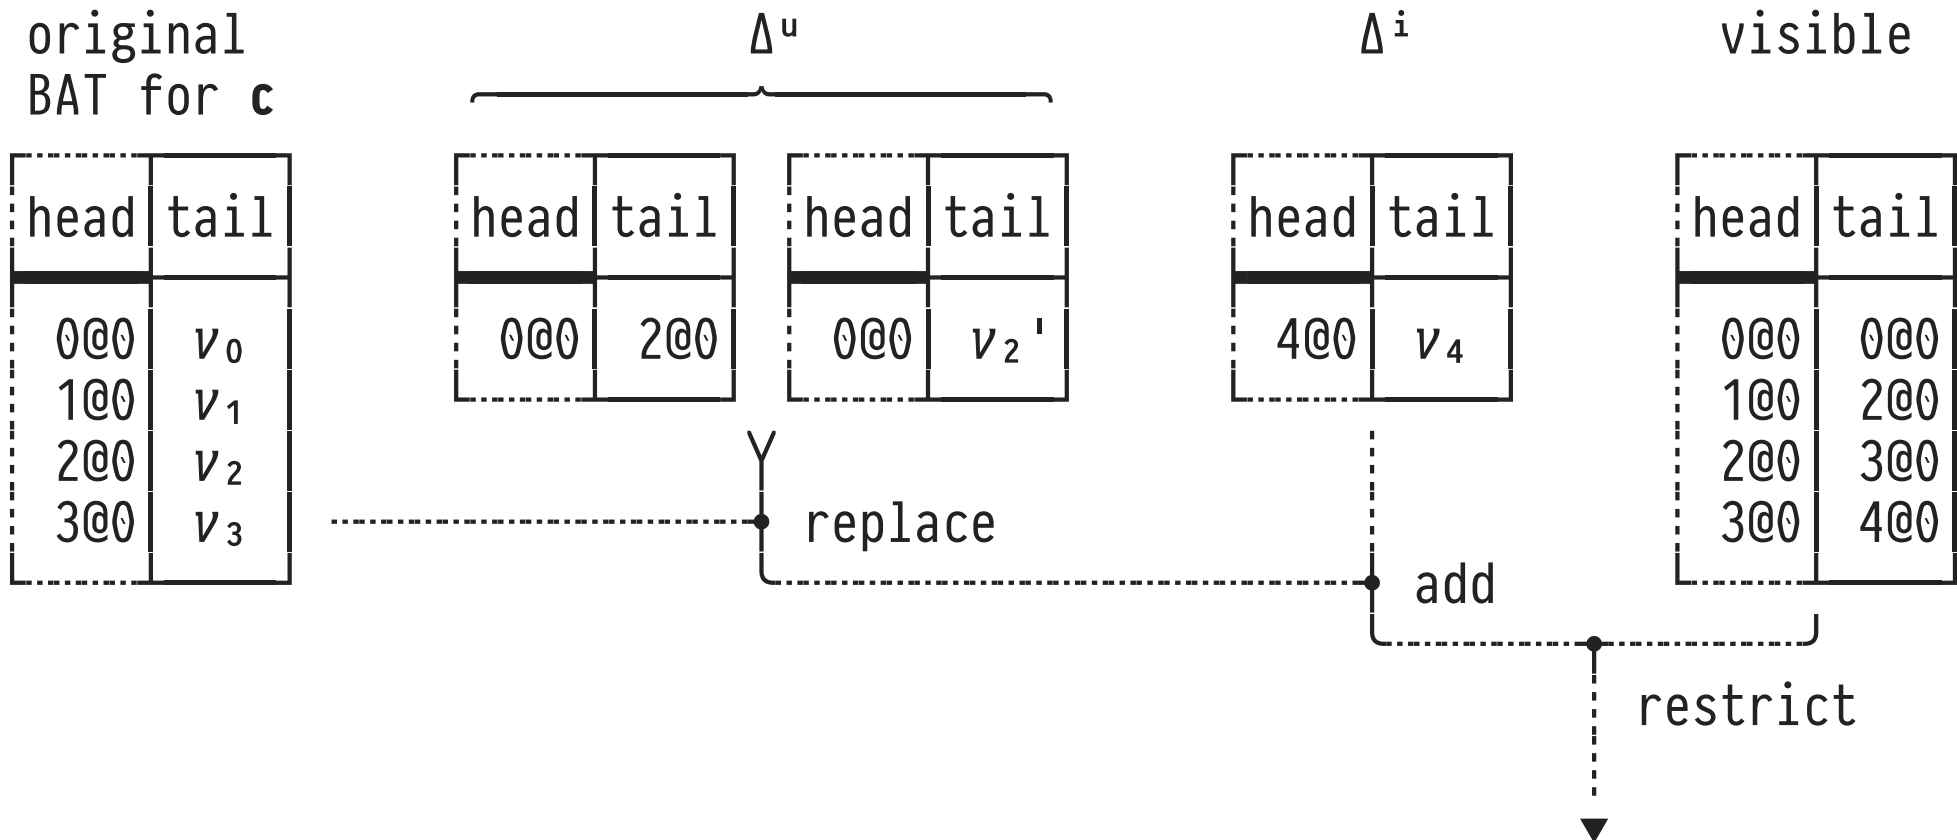 original Δᵘ Δⁱ visible
BAT for c
head tail head tail head tail head tail head tail
0@0 v₀ 0@0 2@0 0@0 v₂' 4@0 v₄ 0@0 0@0
1@0 v₁ 1@0 2@0
2@0 v₂ 2@0 3@0
3@0 v₃ 3@0 4@0
replace
add
restrict